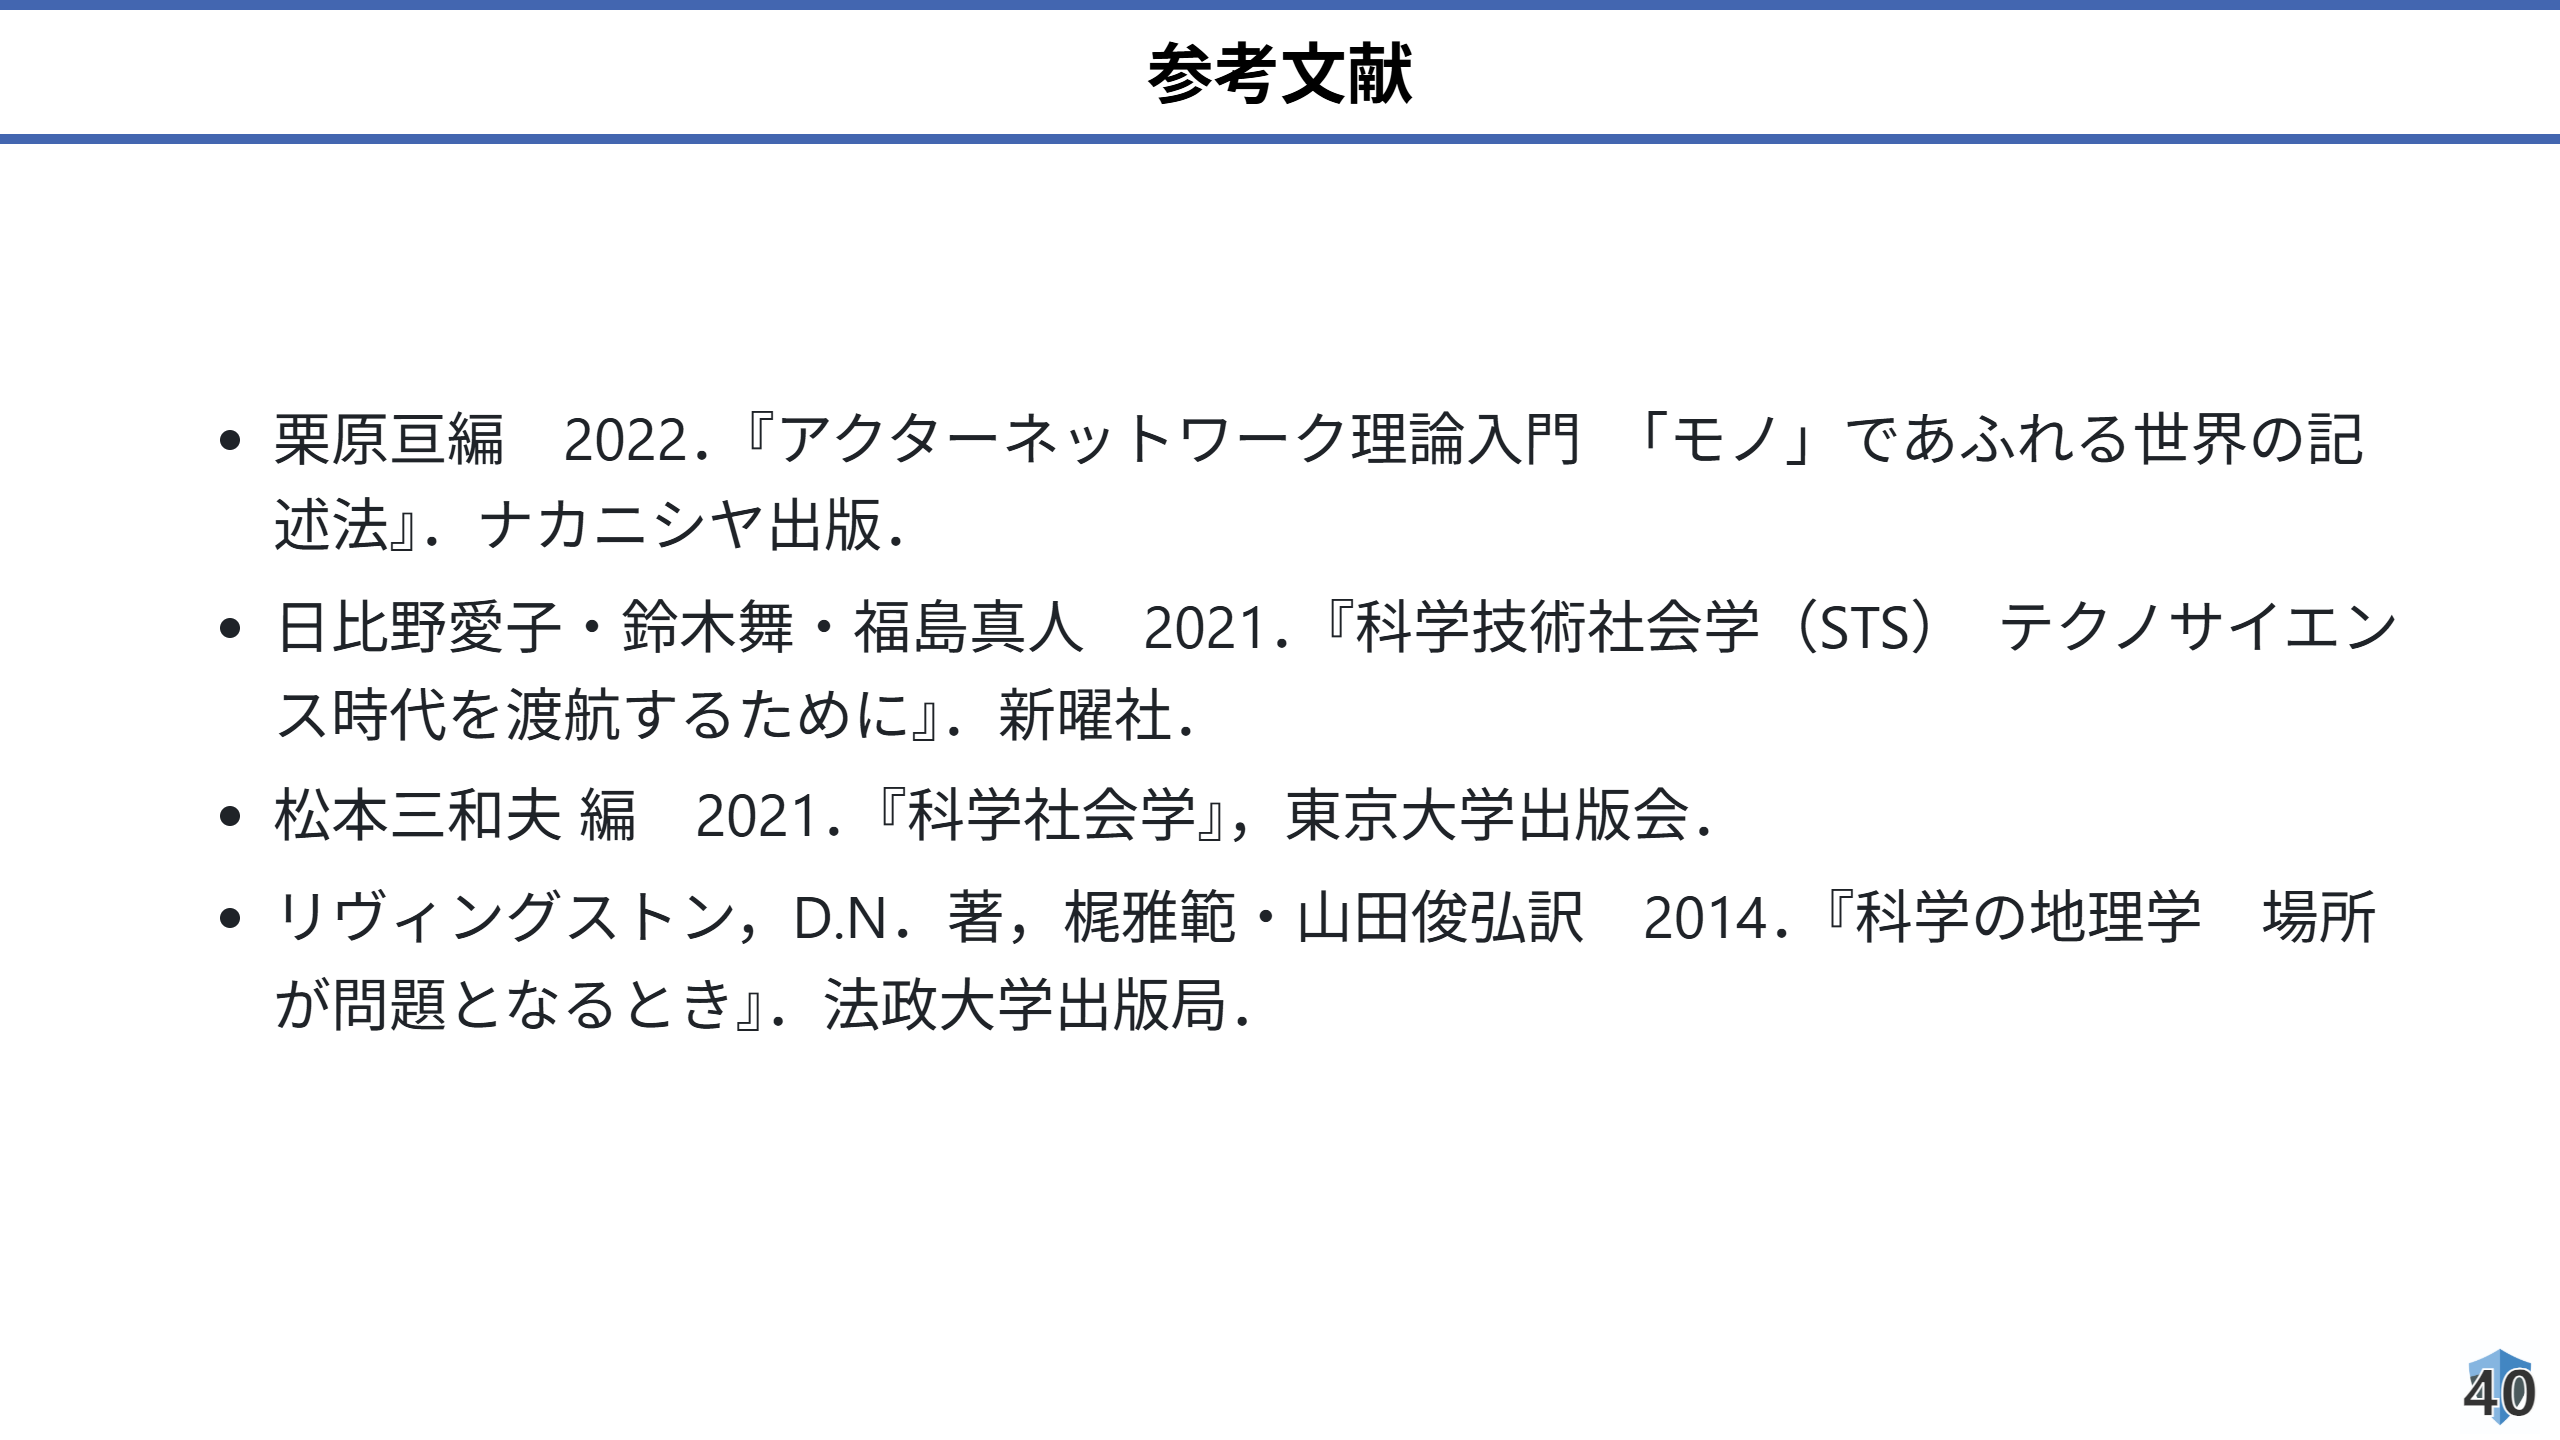 参考文献
• 栗原亘編　2022．『アクターネットワーク理論入門　「モノ」であふれる世界の記
述法』．ナカニシヤ出版．
• 日比野愛子・鈴木舞・福島真人　2021．『科学技術社会学（STS）　テクノサイエン
ス時代を渡航するために』．新曜社．
• 松本三和夫 編　2021．『科学社会学』，東京大学出版会．
• リヴィングストン，D.N．著，梶雅範・山田俊弘訳　2014．『科学の地理学　場所
が問題となるとき』．法政大学出版局．
40